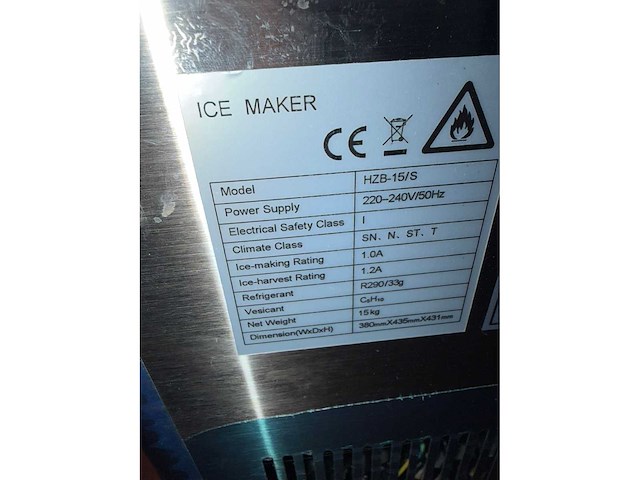 ICE MAKER
CE
Model HZB-15/S
Power Supply 220–240V/50Hz
Electrical Safety Class I
Climate Class SN、N、ST、T
Ice-making Rating 1.0A
Ice-harvest Rating 1.2A
Refrigerant R290/33g
Vesicant C₅H₁₀
Net Weight 15kg
Dimension(WxDxH) 380mmX435mmX431mm